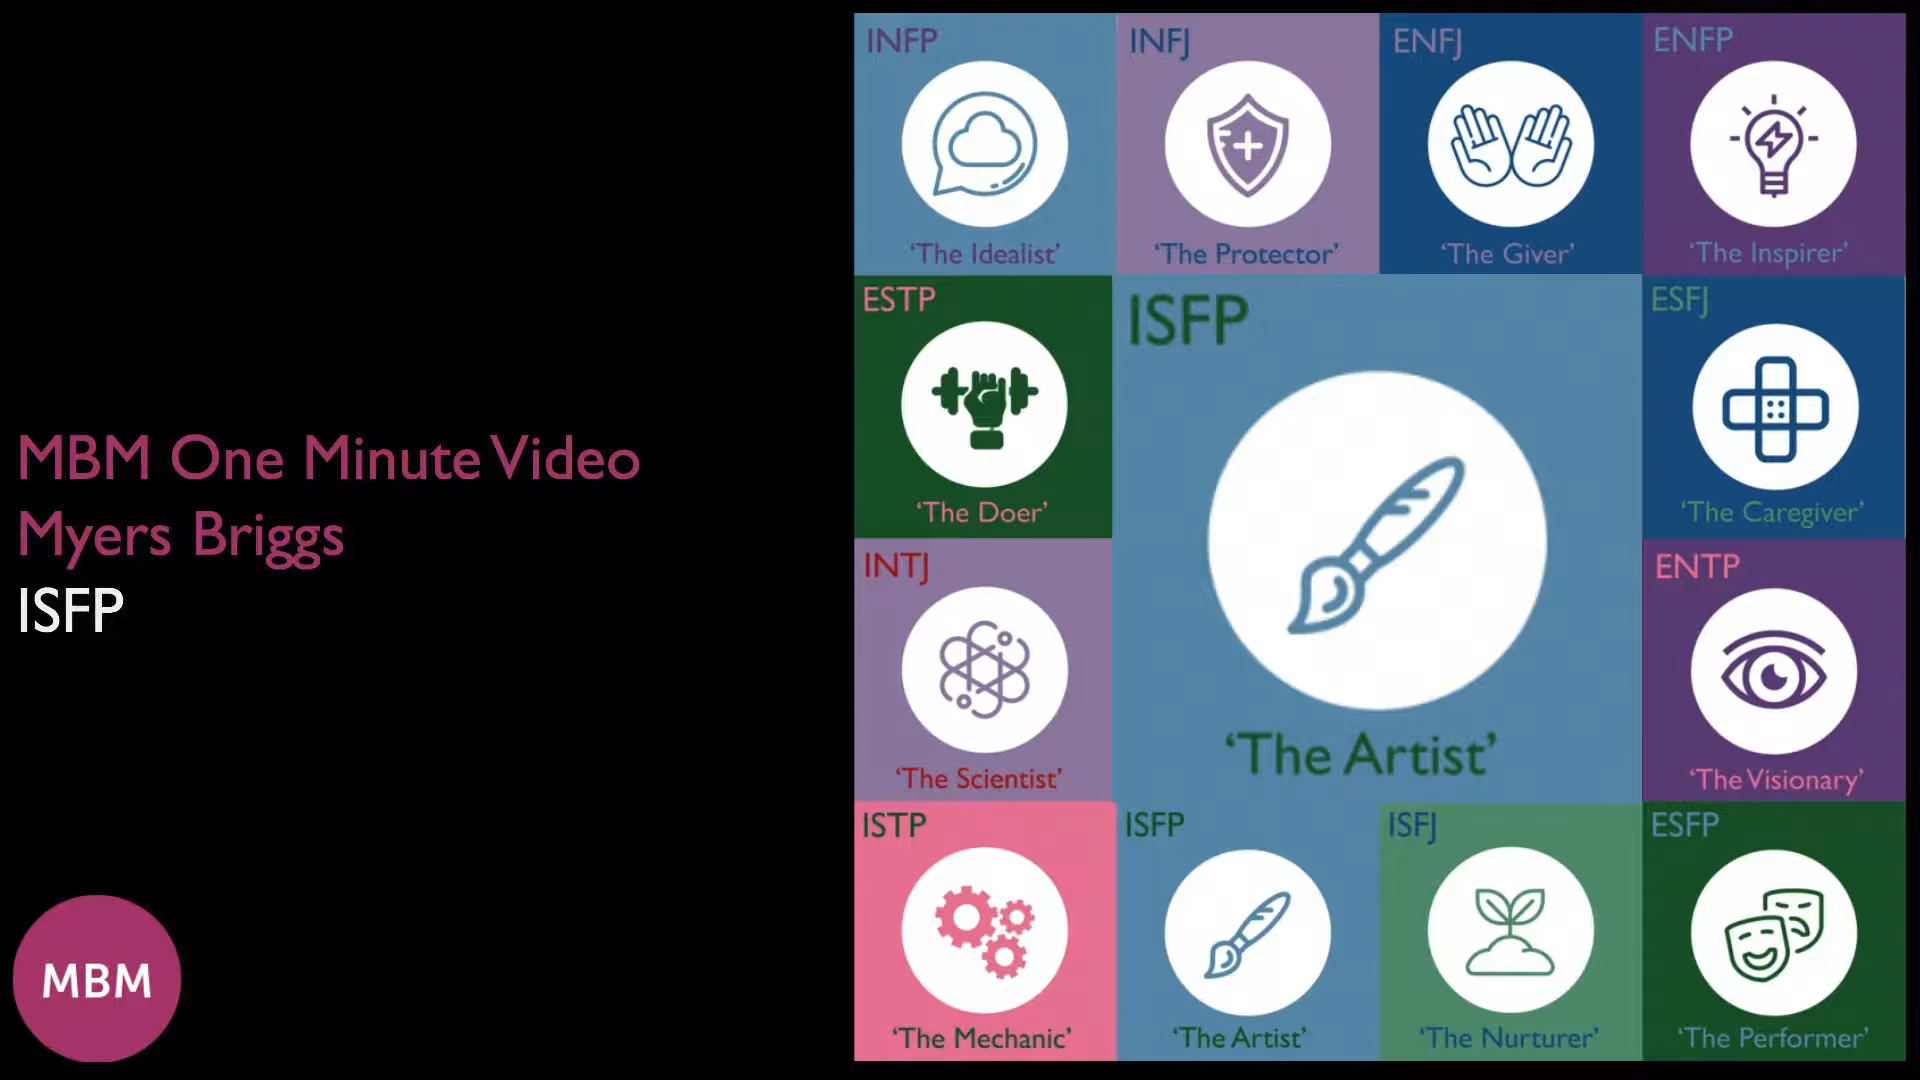 MBM One Minute Video
Myers Briggs
ISFP
MBM
INFP
‘The Idealist’
INFJ
‘The Protector’
ENFJ
‘The Giver’
ENFP
‘The Inspirer’
ESTP
‘The Doer’
ISFP
‘The Artist’
ESFJ
‘The Caregiver’
INTJ
‘The Scientist’
ENTP
‘The Visionary’
ISTP
‘The Mechanic’
ISFP
‘The Artist’
ISFJ
‘The Nurturer’
ESFP
‘The Performer’